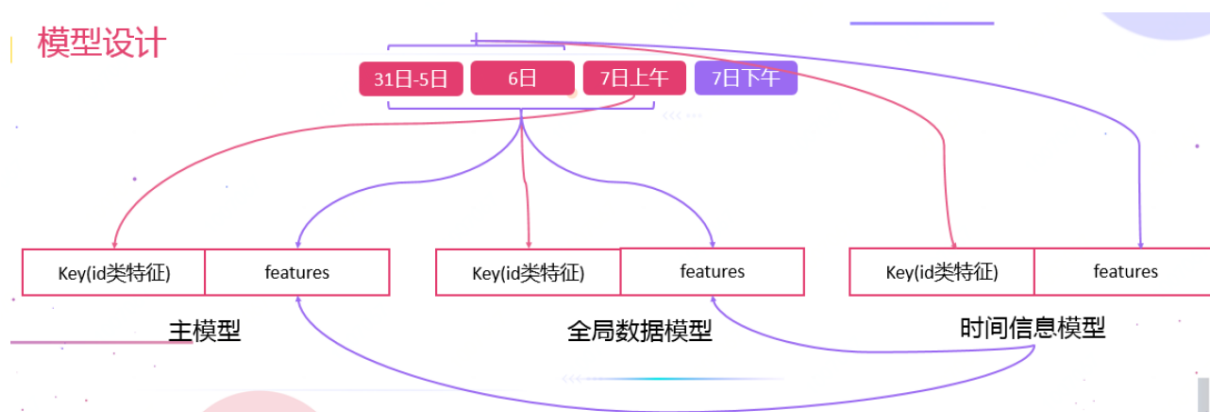 模型设计
31日-5日 6日 7日上午 7日下午
Key(id类特征) features Key(id类特征) features Key(id类特征) features
主模型 全局数据模型 时间信息模型